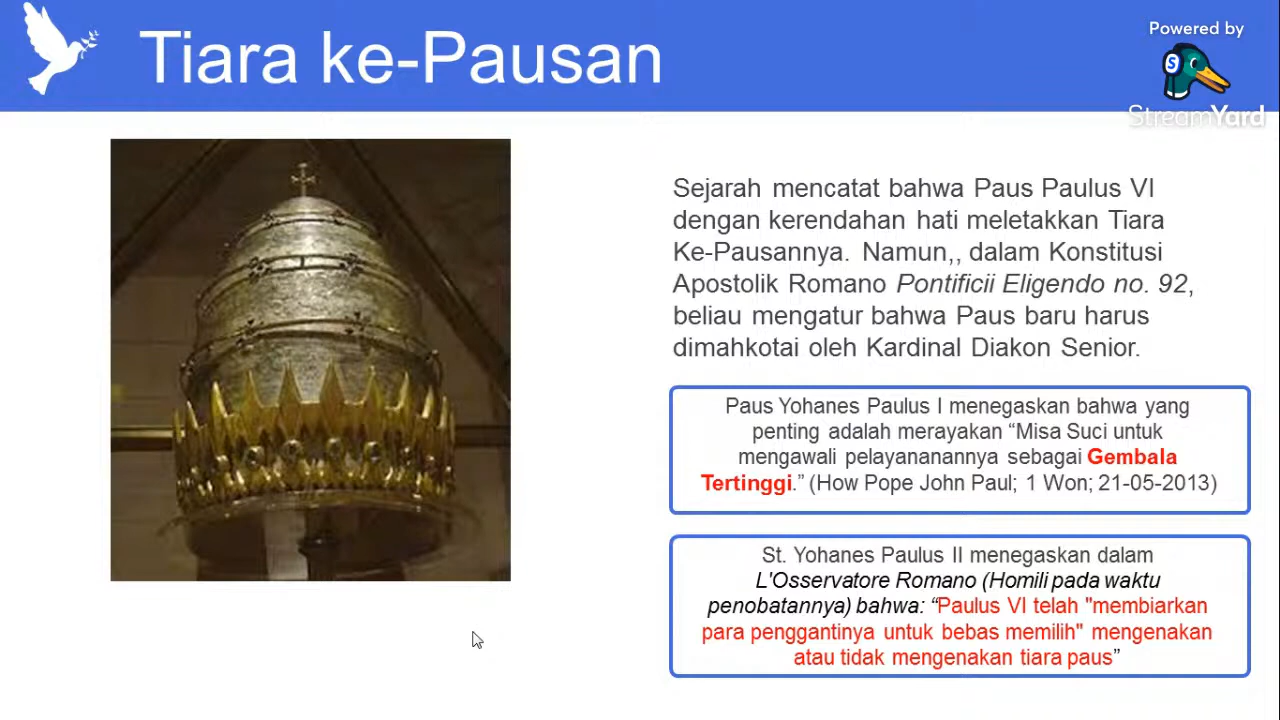 Tiara ke-Pausan
Powered by
S
StreamYard
Sejarah mencatat bahwa Paus Paulus VI
dengan kerendahan hati meletakkan Tiara
Ke-Pausannya. Namun,, dalam Konstitusi
Apostolik Romano Pontificii Eligendo no. 92,
beliau mengatur bahwa Paus baru harus
dimahkotai oleh Kardinal Diakon Senior.
Paus Yohanes Paulus I menegaskan bahwa yang
penting adalah merayakan “Misa Suci untuk
mengawali pelayananannya sebagai Gembala
Tertinggi.” (How Pope John Paul; 1 Won; 21-05-2013)
St. Yohanes Paulus II menegaskan dalam
L'Osservatore Romano (Homili pada waktu
penobatannya) bahwa: “Paulus VI telah "membiarkan
para penggantinya untuk bebas memilih" mengenakan
atau tidak mengenakan tiara paus”